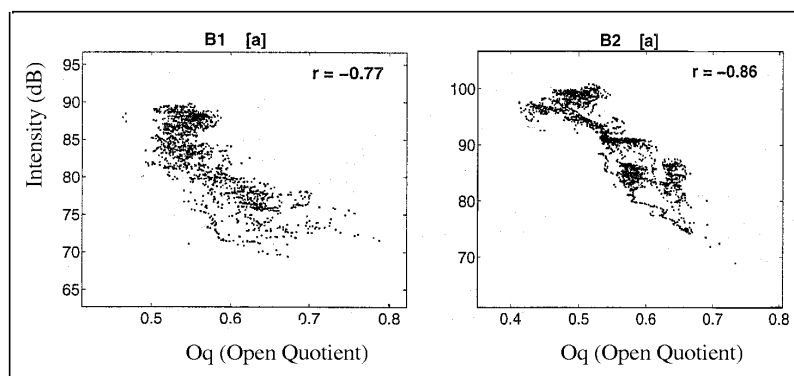 B1 [a]
r = -0.77
Intensity (dB)
95
90
85
80
75
70
65
0.5
0.6
0.7
0.8
Oq (Open Quotient)
B2 [a]
r = -0.86
100
90
80
70
0.4
0.5
0.6
0.7
0.8
Oq (Open Quotient)